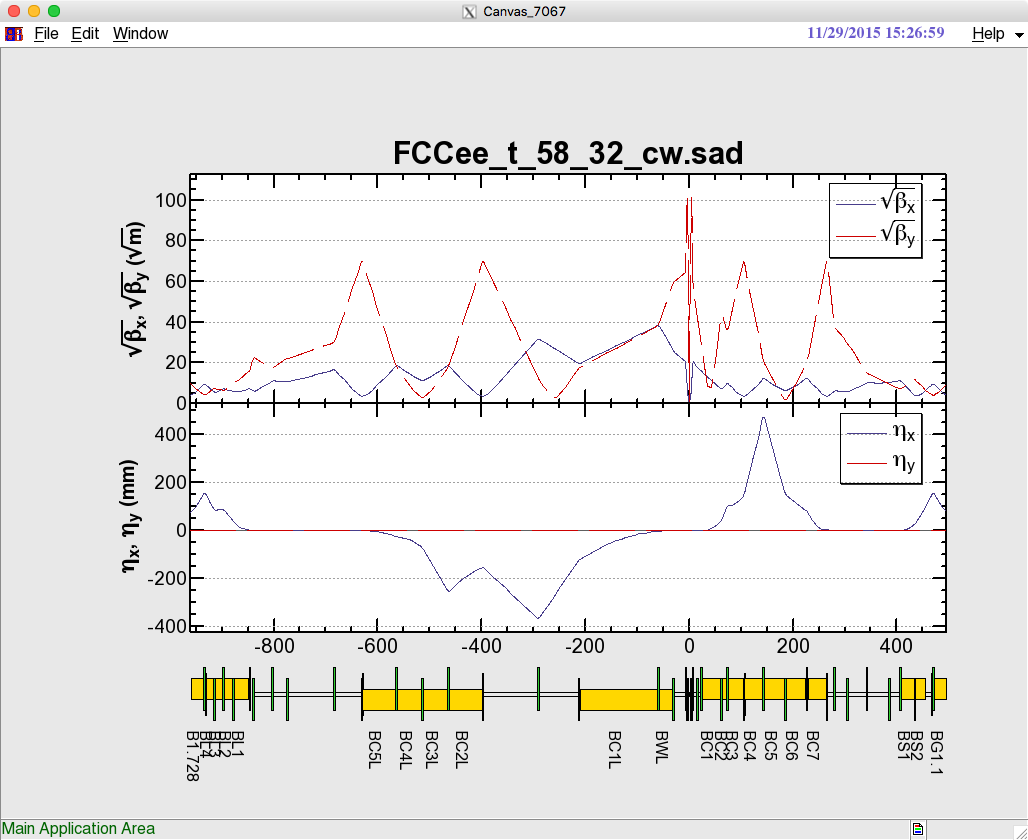 Canvas_7067
File Edit Window 11/29/2015 15:26:59 Help
FCCee_t_58_32_cw.sad
√βx, √βy (√m)
100
80
60
40
20
0
√βx
√βy
ηx, ηy (mm)
400
200
0
-200
-400
ηx
ηy
-800 -600 -400 -200 0 200 400
B1.728 BL4 BL3 BL2 BL1 BC5L BC4L BC3L BC2L BC1L BWL BC1 BC2 BC3 BC4 BC5 BC6 BC7 BS1 BS2 BG1.1
Main Application Area